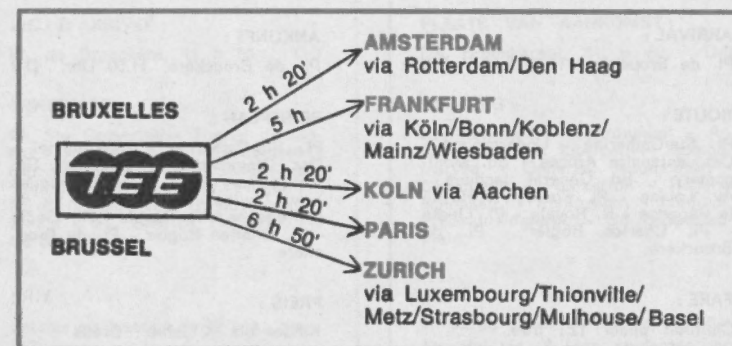 BRUXELLES
TEE
BRUSSEL
2 h 20'
AMSTERDAM
via Rotterdam/Den Haag
5 h
FRANKFURT
via Köln/Bonn/Koblenz/
Mainz/Wiesbaden
2 h 20'
KOLN via Aachen
2 h 20'
PARIS
6 h 50'
ZURICH
via Luxembourg/Thionville/
Metz/Strasbourg/Mulhouse/Basel